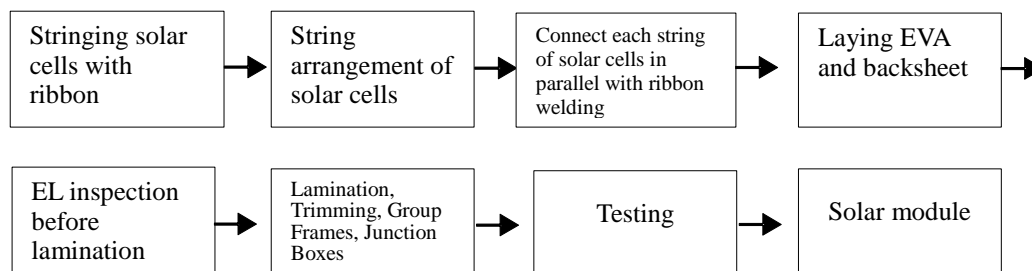 Stringing solar
cells with
ribbon
String
arrangement of
solar cells
Connect each string
of solar cells in
parallel with ribbon
welding
Laying EVA
and backsheet
EL inspection
before
lamination
Lamination,
Trimming, Group
Frames, Junction
Boxes
Testing
Solar module